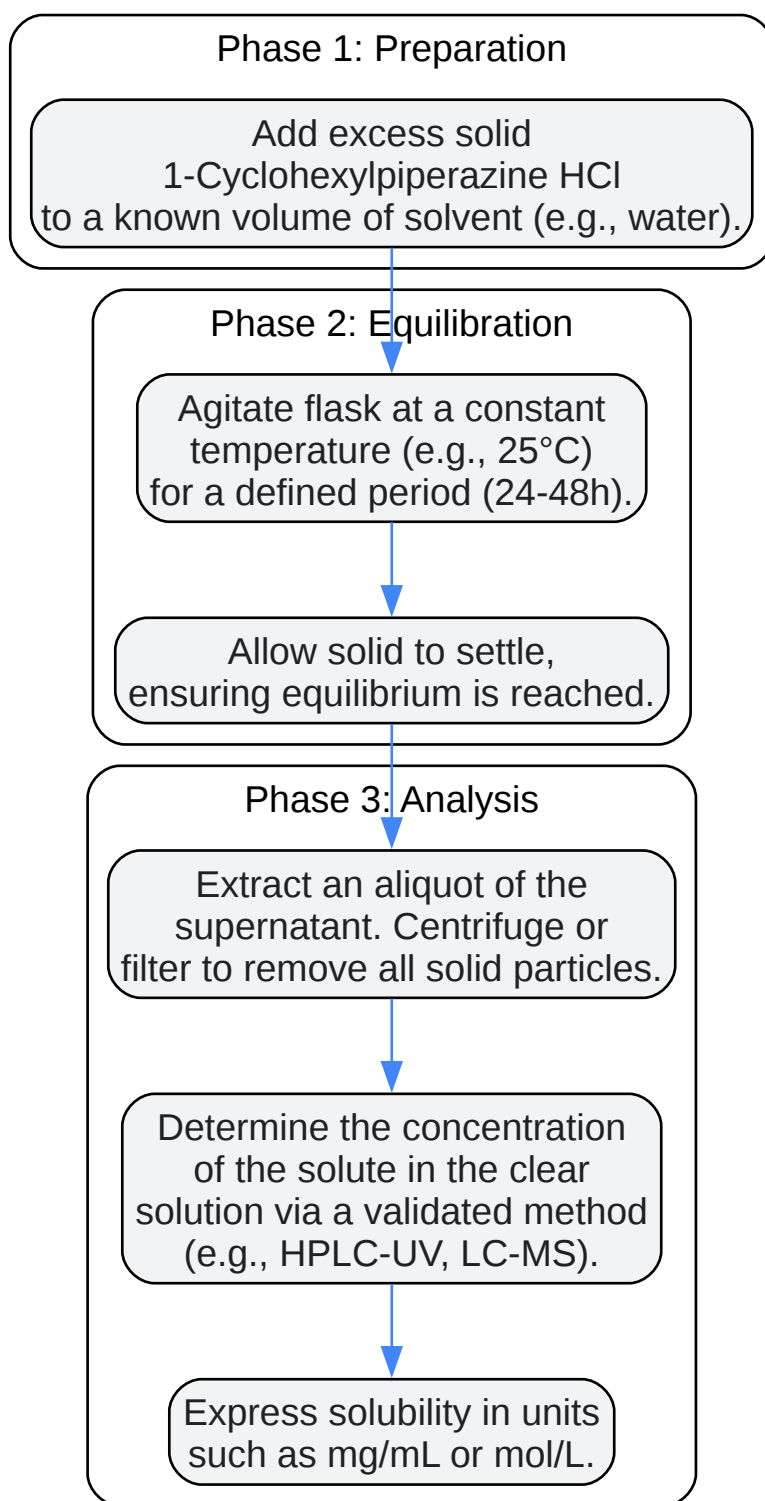 Phase 1: Preparation
Add excess solid
1-Cyclohexylpiperazine HCl
to a known volume of solvent (e.g., water).
Phase 2: Equilibration
Agitate flask at a constant
temperature (e.g., 25°C)
for a defined period (24-48h).
Allow solid to settle,
ensuring equilibrium is reached.
Phase 3: Analysis
Extract an aliquot of the
supernatant. Centrifuge or
filter to remove all solid particles.
Determine the concentration
of the solute in the clear
solution via a validated method
(e.g., HPLC-UV, LC-MS).
Express solubility in units
such as mg/mL or mol/L.